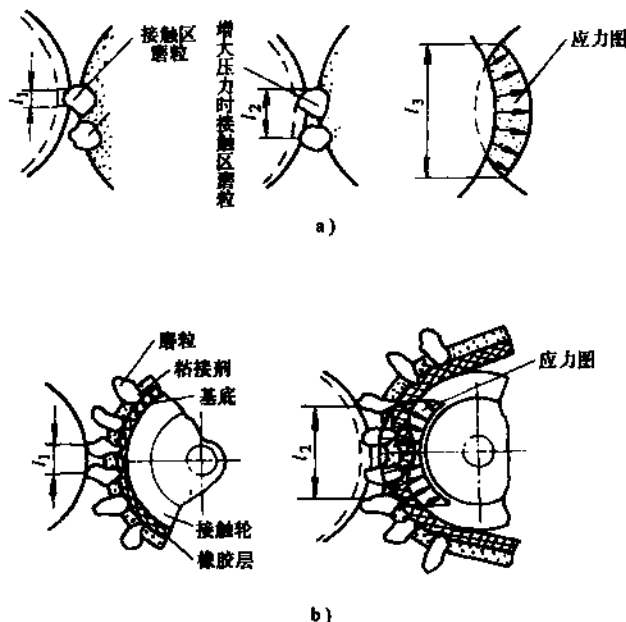 接触区
磨粒
l₁
增大压力时接触区磨粒
l₂
应力图
l₃
a)
磨粒
粘接剂
基底
l₁
接触轮
橡胶层
应力图
l₂
b)